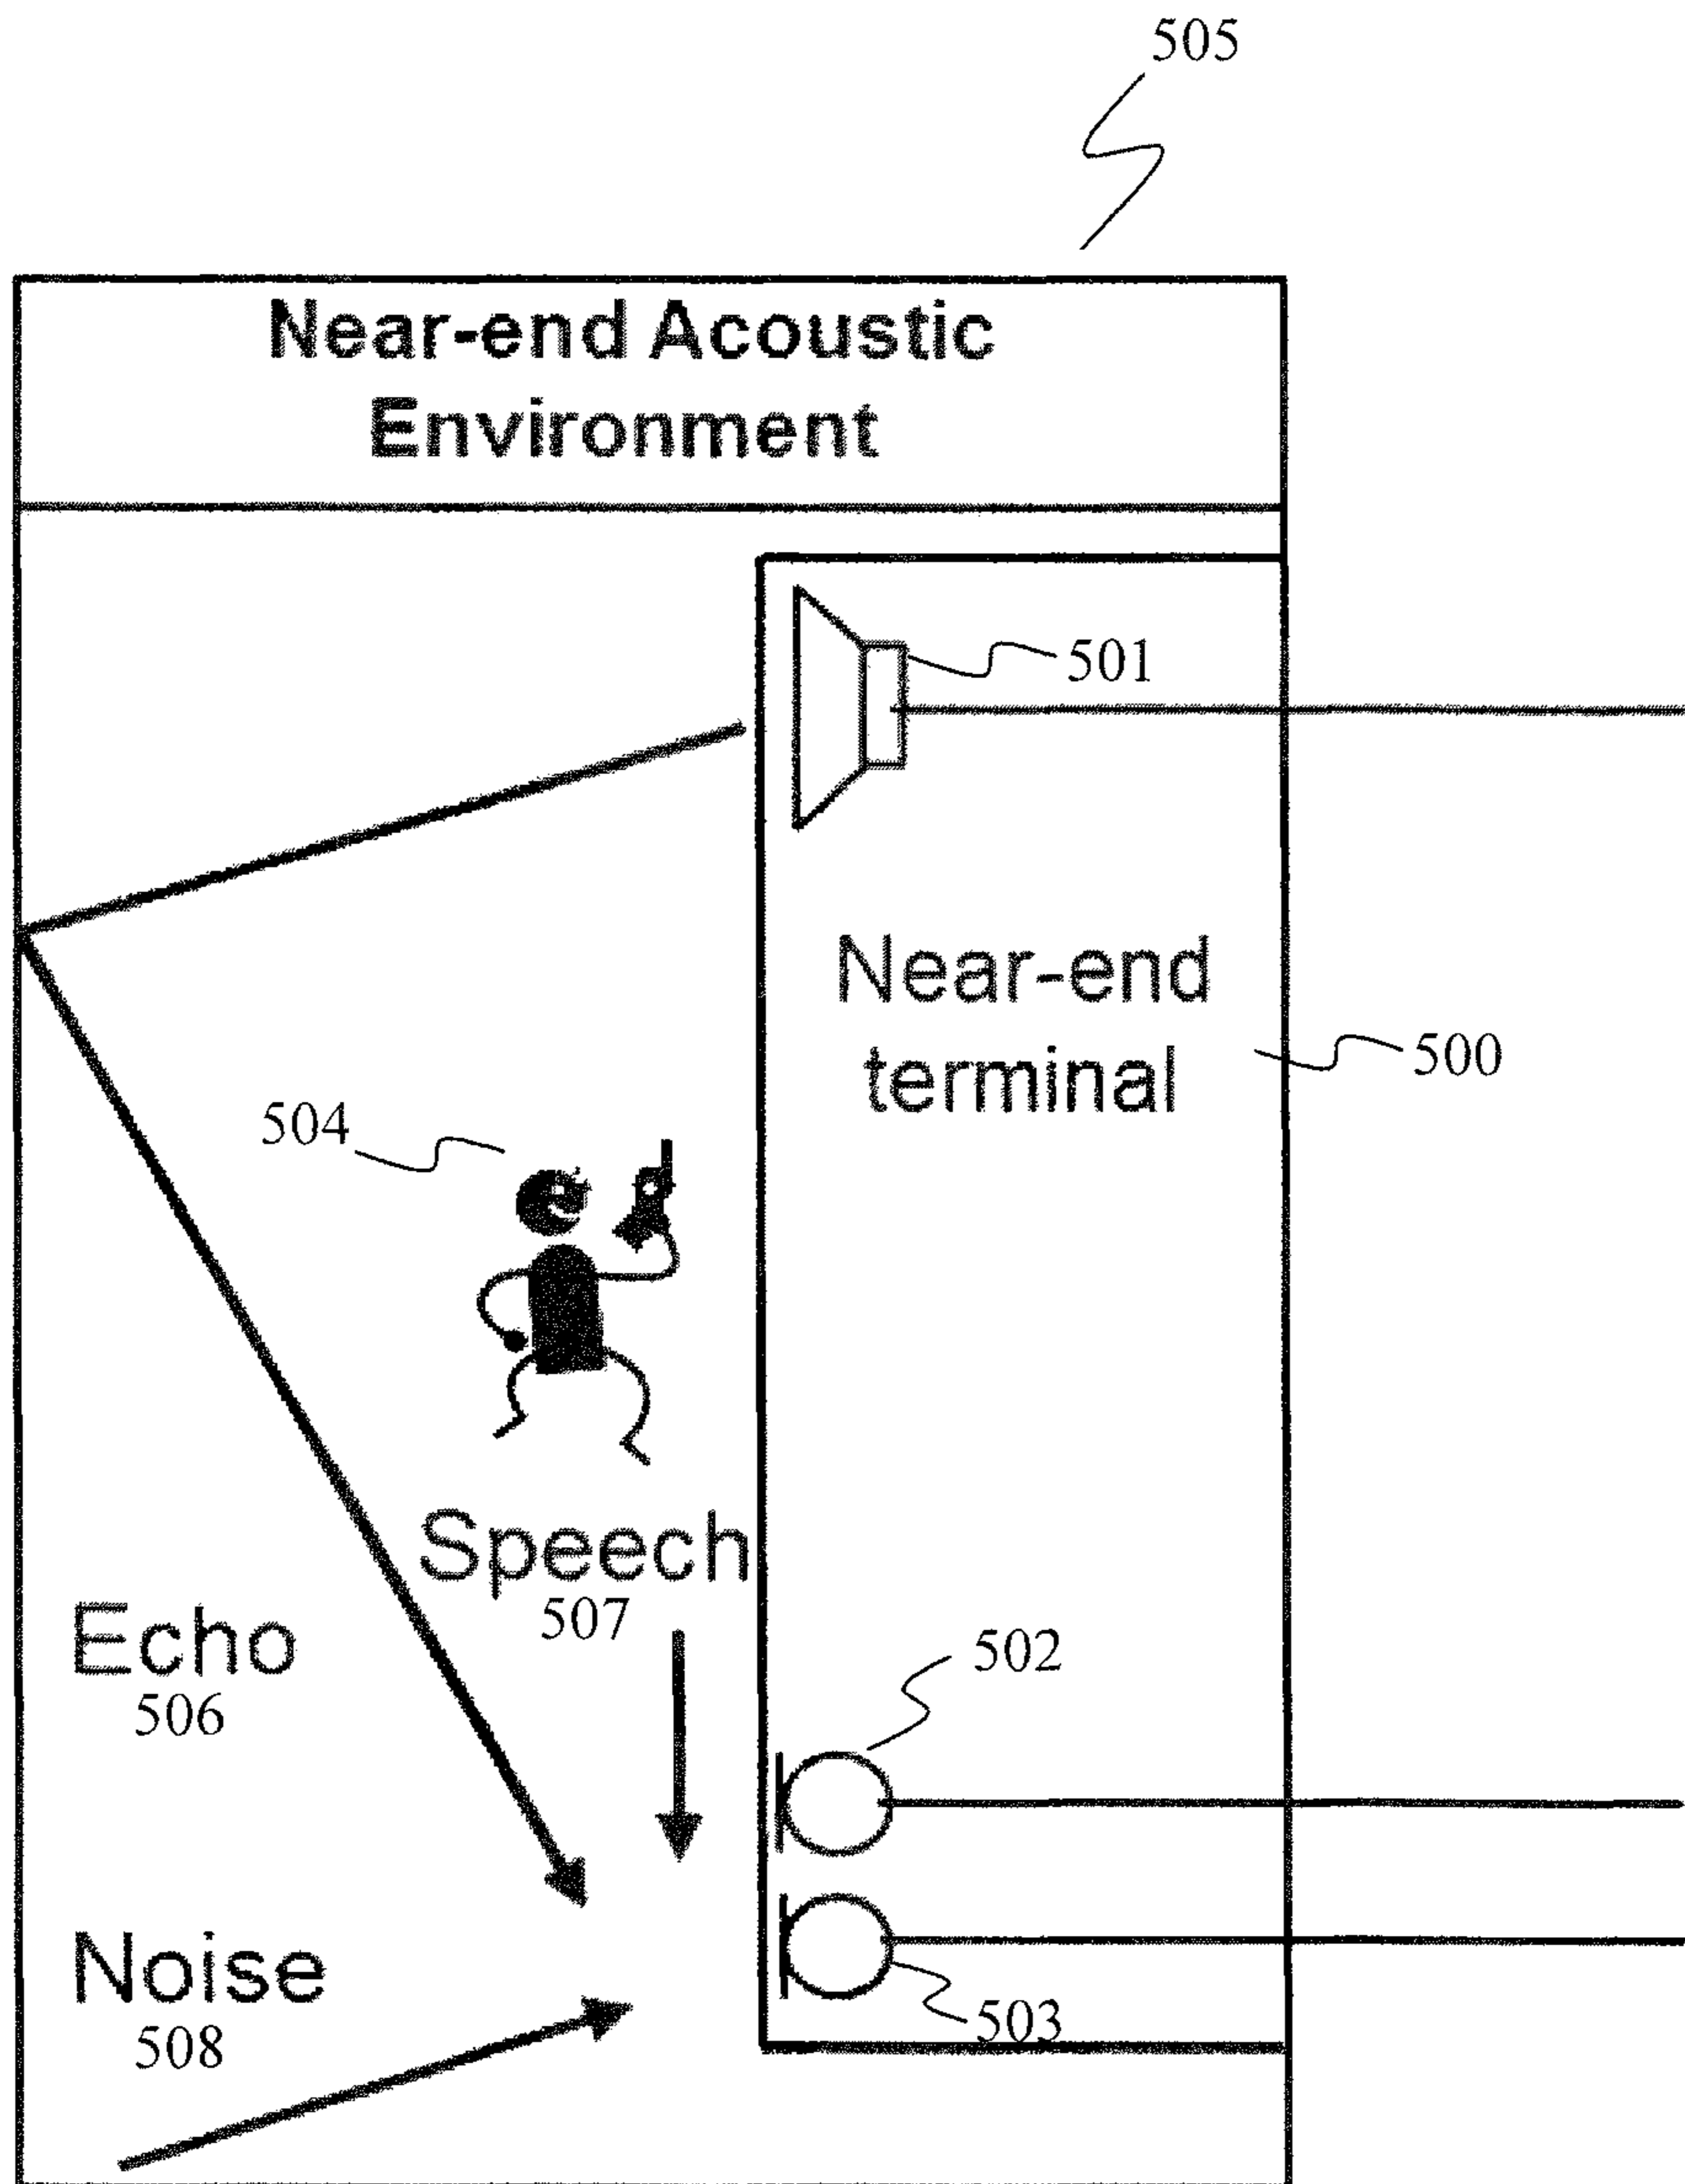 505
Near-end Acoustic
Environment
501
Near-end
terminal
500
504
Speech
507
Echo
506
502
Noise
508
503